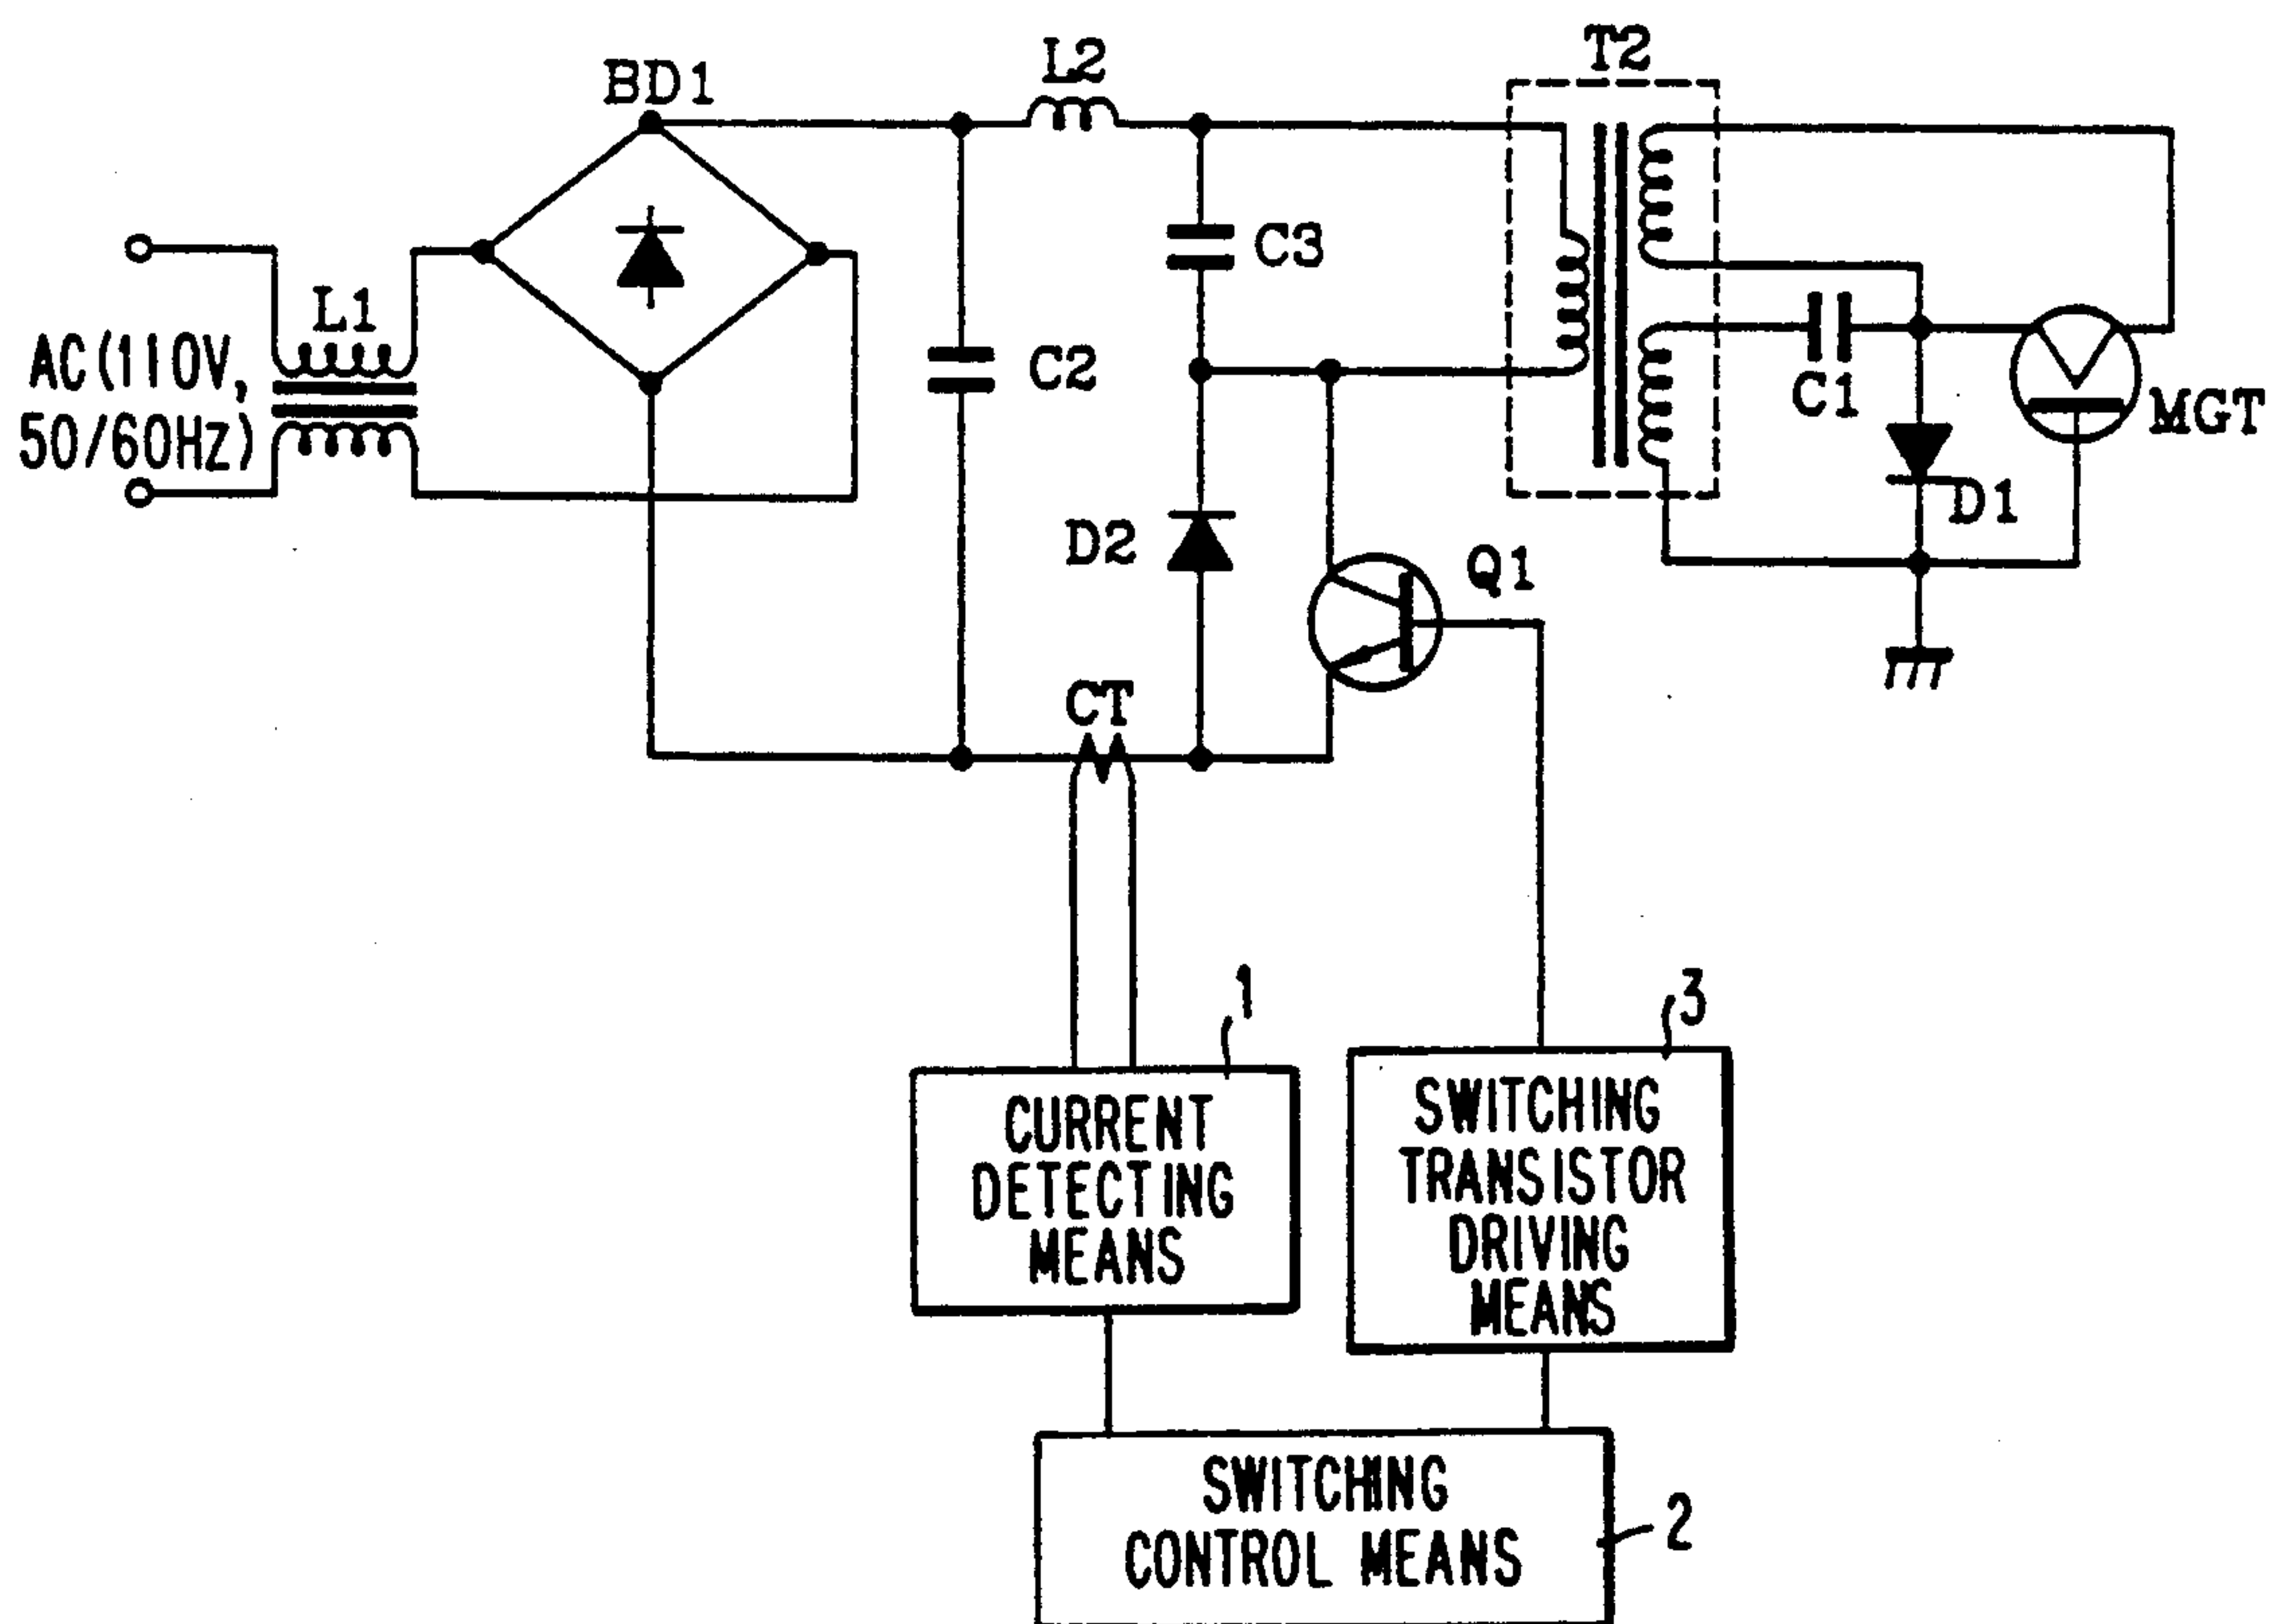 T2
L2
BD1
C3
L1
AC(110V,
50/60Hz)
C2
C1
MGT
D1
D2
Q1
CT
1
3
CURRENT
DETECTING
MEANS
SWITCHING
TRANSISTOR
DRIVING
MEANS
SWITCHING
CONTROL MEANS
2